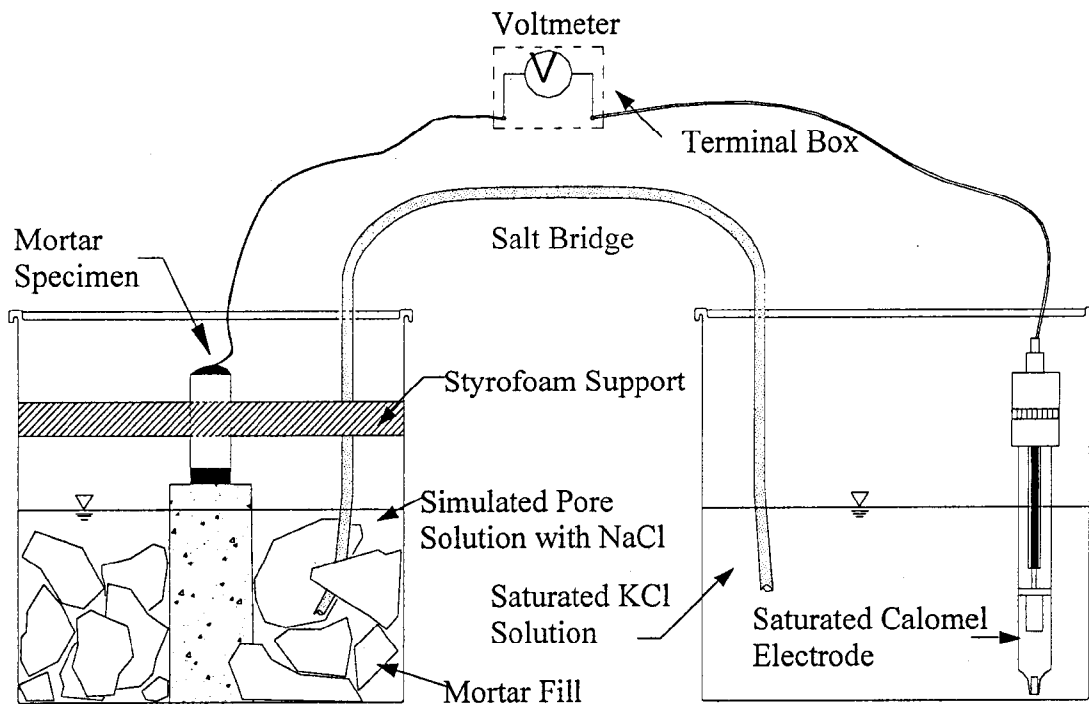 Voltmeter
V
Terminal Box
Salt Bridge
Mortar
Specimen
Styrofoam Support
Simulated Pore
Solution with NaCl
Saturated KCl
Solution
Saturated Calomel
Electrode
Mortar Fill